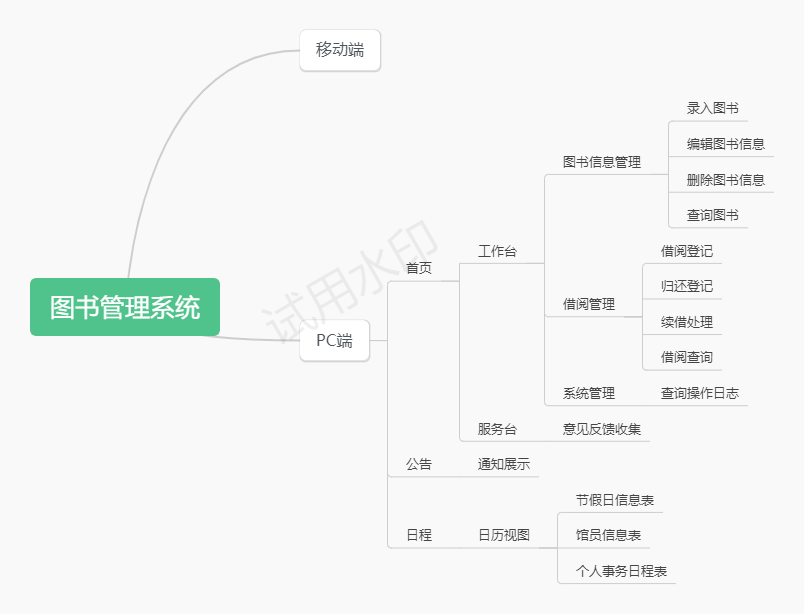 移动端
录入图书
编辑图书信息
图书信息管理
删除图书信息
查询图书
工作台
借阅登记
首页
归还登记
借阅管理
图书管理系统
续借处理
PC端
借阅查询
系统管理
查询操作日志
服务台
意见反馈收集
公告
通知展示
节假日信息表
日程
日历视图
馆员信息表
个人事务日程表
试用水印